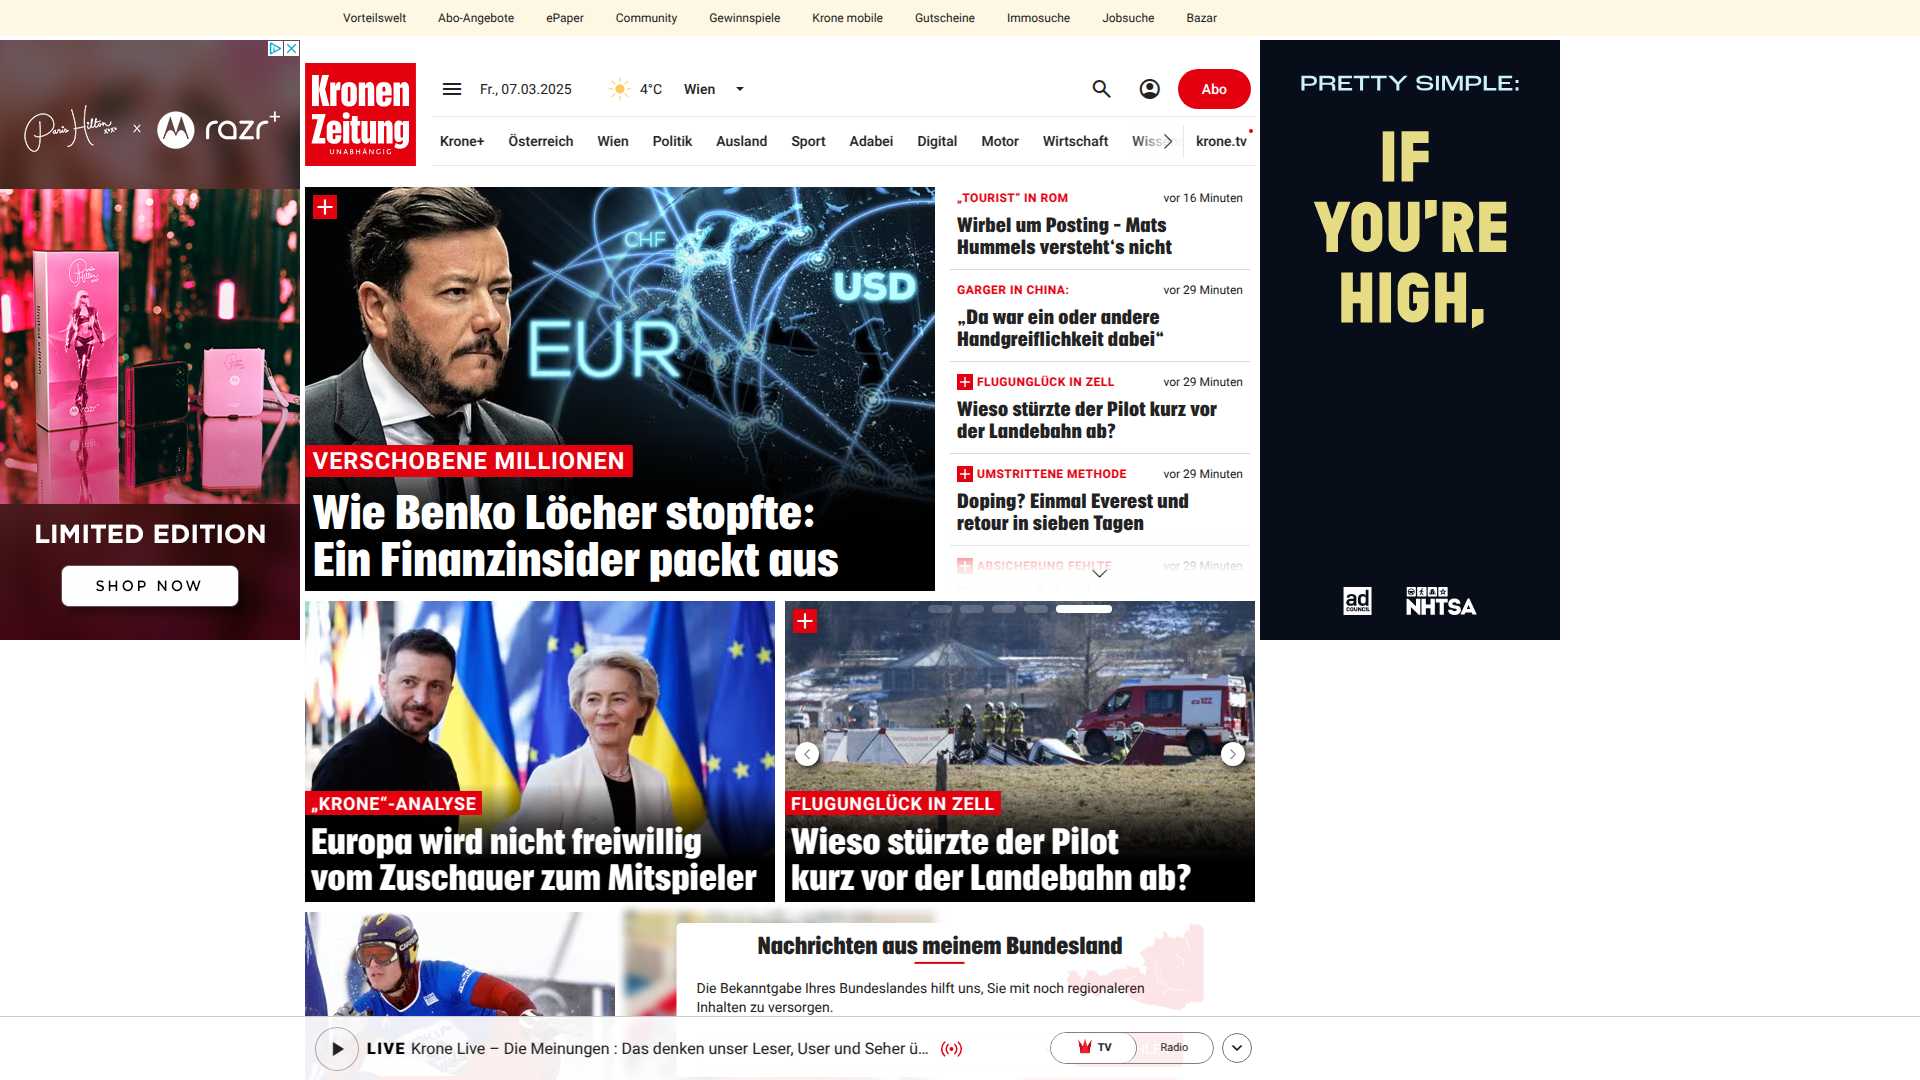 Vorteilswelt Abo-Angebote ePaper Community Gewinnspiele Krone mobile Gutscheine Immosuche Jobsuche Bazar
Kronen
Zeitung
UNABHÄNGIG
Fr., 07.03.2025 4°C Wien
Abo
Krone+ Österreich Wien Politik Ausland Sport Adabei Digital Motor Wirtschaft krone.tv
Paris Hilton x razr+
LIMITED EDITION
SHOP NOW
CHF
USD
EUR
VERSCHOBENE MILLIONEN
Wie Benko Löcher stopfte:
Ein Finanzinsider packt aus
„TOURIST“ IN ROM vor 16 Minuten
Wirbel um Posting – Mats
Hummels versteht‘s nicht
GARGER IN CHINA: vor 29 Minuten
„Da war ein oder andere
Handgreiflichkeit dabei“
FLUGUNGLÜCK IN ZELL vor 29 Minuten
Wieso stürzte der Pilot kurz vor
der Landebahn ab?
UMSTRITTENE METHODE vor 29 Minuten
Doping? Einmal Everest und
retour in sieben Tagen
ABSICHERUNG FEHLTE vor 29 Minuten
PRETTY SIMPLE:
IF
YOU'RE
HIGH,
ad
COUNCIL
NHTSA
„KRONE“-ANALYSE
Europa wird nicht freiwillig
vom Zuschauer zum Mitspieler
FLUGUNGLÜCK IN ZELL
Wieso stürzte der Pilot
kurz vor der Landebahn ab?
Nachrichten aus meinem Bundesland
Die Bekanntgabe Ihres Bundeslandes hilft uns, Sie mit noch regionaleren
Inhalten zu versorgen.
LIVE Krone Live – Die Meinungen : Das denken unser Leser, User und Seher ü...
TV Radio